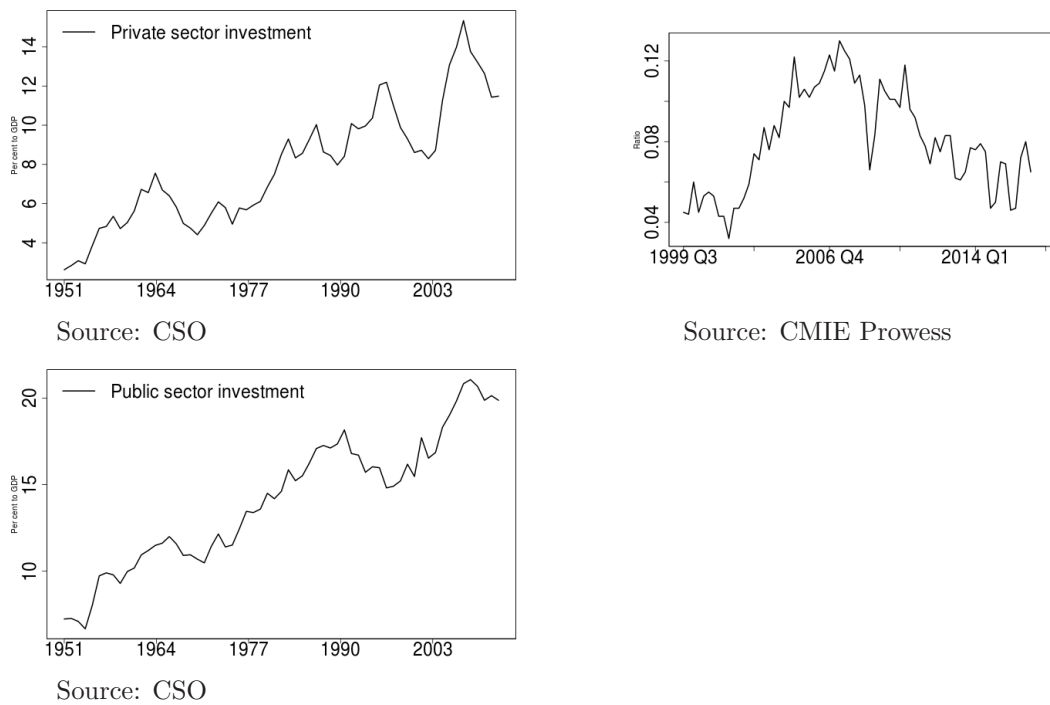 Private sector investment
Per cent to GDP
14
12
10
8
6
4
1951 1964 1977 1990 2003
Source: CSO
Ratio
0.12
0.08
0.04
1999 Q3 2006 Q4 2014 Q1
Source: CMIE Prowess
Public sector investment
Per cent to GDP
20
15
10
1951 1964 1977 1990 2003
Source: CSO